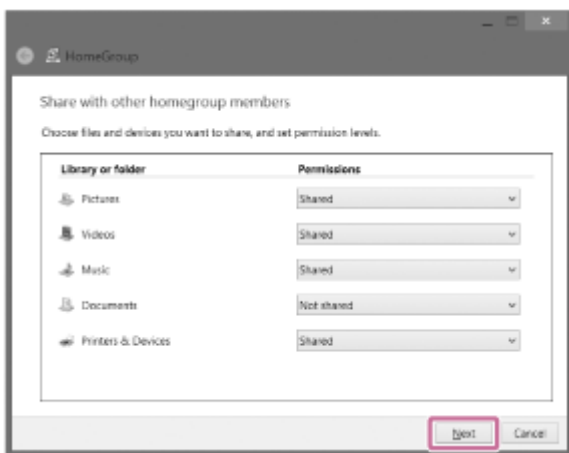 HomeGroup
Share with other homegroup members
Choose files and devices you want to share, and set permission levels.
Library or folder Permissions
Pictures Shared
Videos Shared
Music Shared
Documents Not shared
Printers & Devices Shared
Next Cancel